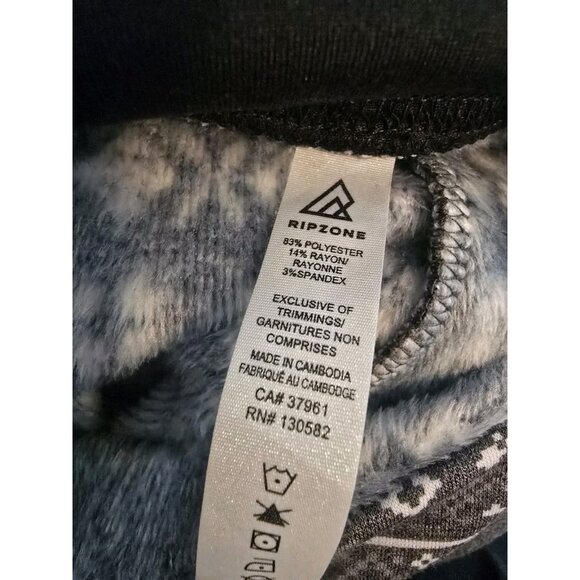 RIPZONE
83% POLYESTER
14% RAYON/
RAYONNE
3%SPANDEX
EXCLUSIVE OF
TRIMMINGS/
GARNITURES NON
COMPRISES
MADE IN CAMBODIA
FABRIQUÉ AU CAMBODGE
CA# 37961
RN# 130582